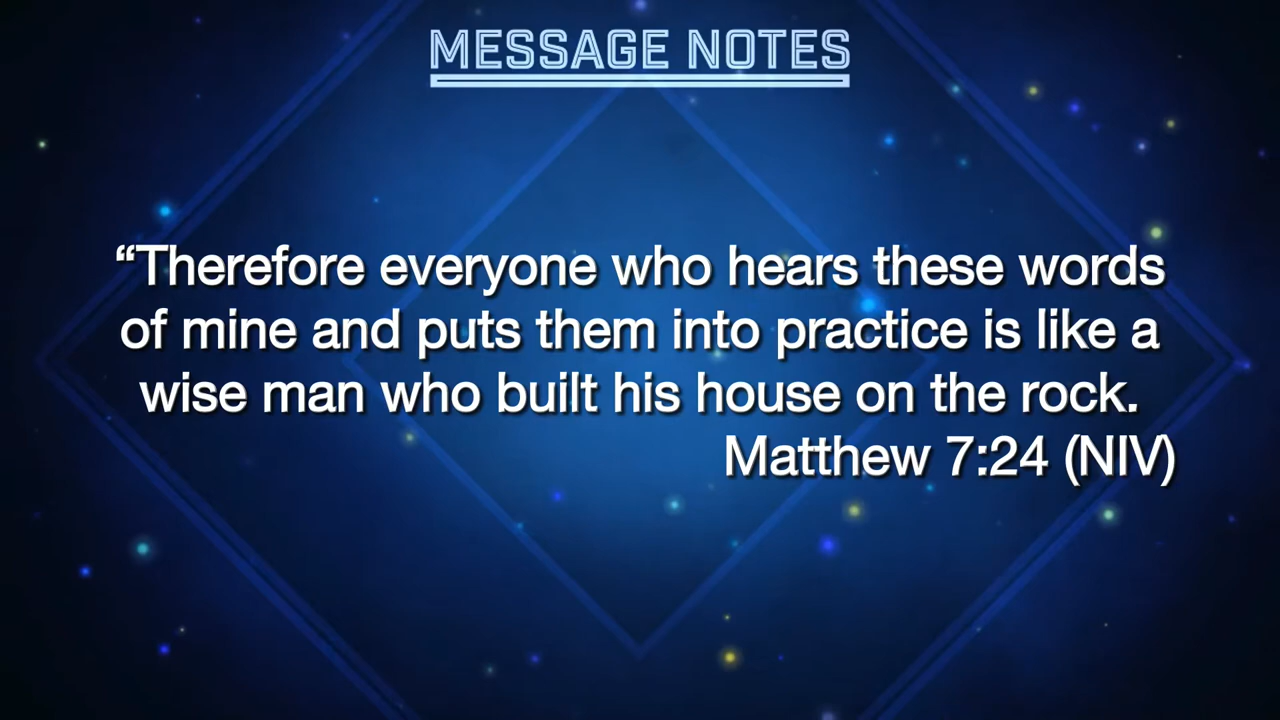 MESSAGE NOTES
“Therefore everyone who hears these words
of mine and puts them into practice is like a
wise man who built his house on the rock.
Matthew 7:24 (NIV)